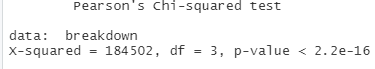 Pearson's Chi-squared test
data:  breakdown
X-squared = 184502, df = 3, p-value < 2.2e-16